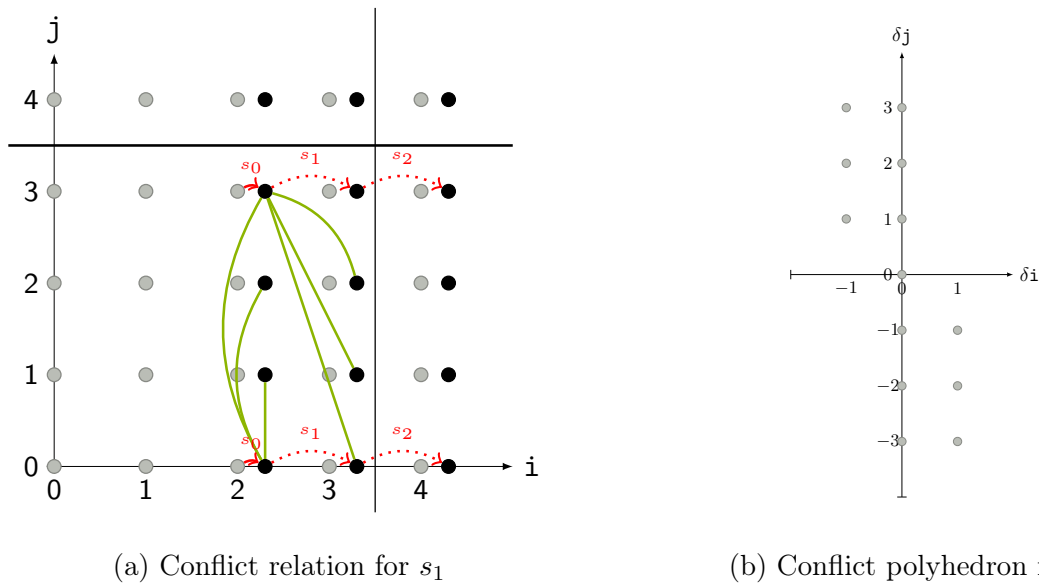 j
4
3
2
1
0
s₀ s₁ s₂
s₀ s₁ s₂
0 1 2 3 4
i
(a) Conflict relation for s₁
δj
3
2
1
0
−1 0 1
δi
−1
−2
−3
(b) Conflict polyhedron